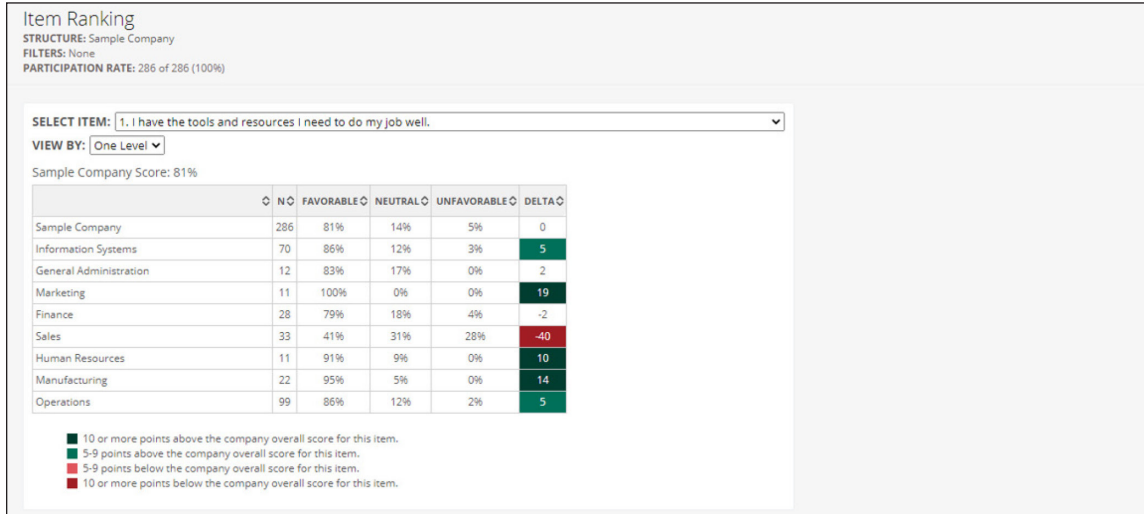 Item Ranking
STRUCTURE: Sample Company
FILTERS: None
PARTICIPATION RATE: 286 of 286 (100%)
SELECT ITEM: 1. I have the tools and resources I need to do my job well.
VIEW BY: One Level
Sample Company Score: 81%
N FAVORABLE NEUTRAL UNFAVORABLE DELTA
Sample Company 286 81% 14% 5% 0
Information Systems 70 86% 12% 3% 5
General Administration 12 83% 17% 0% 2
Marketing 11 100% 0% 0% 19
Finance 28 79% 18% 4% -2
Sales 33 41% 31% 28% -40
Human Resources 11 91% 9% 0% 10
Manufacturing 22 95% 5% 0% 14
Operations 99 86% 12% 2% 5
10 or more points above the company overall score for this item.
5-9 points above the company overall score for this item.
5-9 points below the company overall score for this item.
10 or more points below the company overall score for this item.